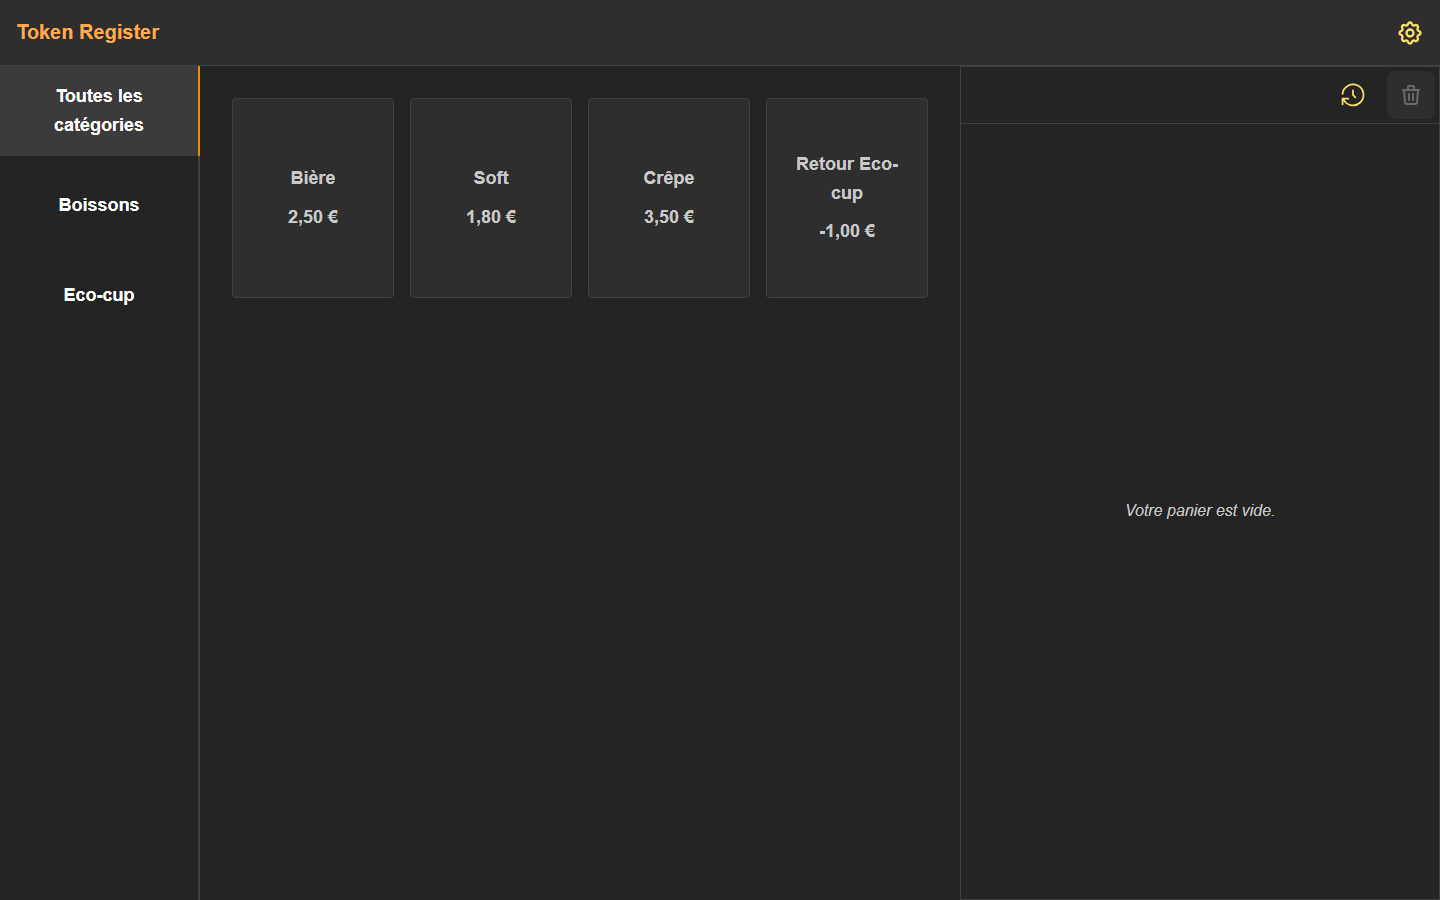 Token Register
Toutes les
catégories
Boissons
Eco-cup
Bière
2,50 €
Soft
1,80 €
Crêpe
3,50 €
Retour Eco-
cup
-1,00 €
Votre panier est vide.